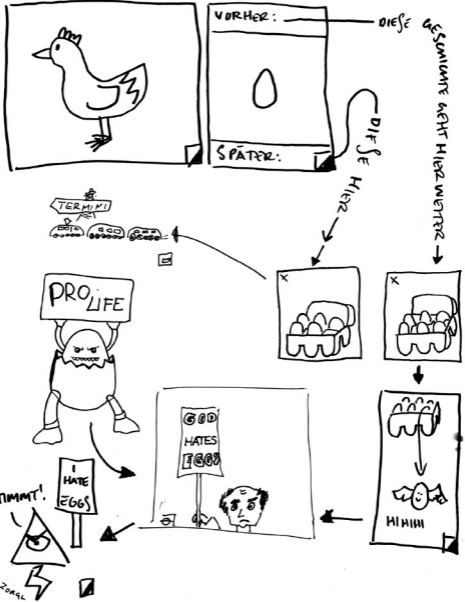 VORHER:
DIESE GESCHICHTE GEHT HIER WEITER
SPÄTER:
DIESE HIER
TERMINI
X
X
PRO LIFE
GOD
HATES
EGGS
I
HATE
EGGS
HIHIHI
TIMMT!
ZORGL